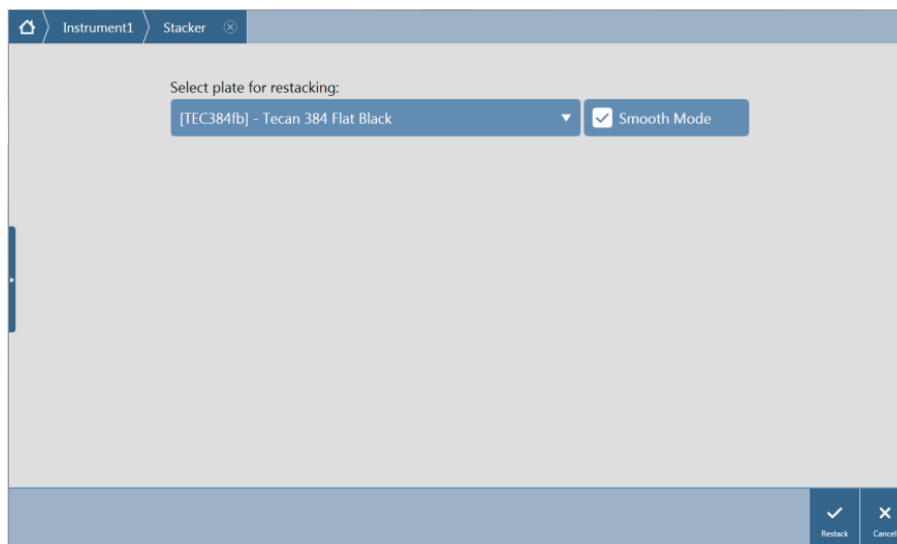 Instrument1 Stacker
Select plate for restacking:
[TEC384fb] - Tecan 384 Flat Black Smooth Mode
Restack Cancel